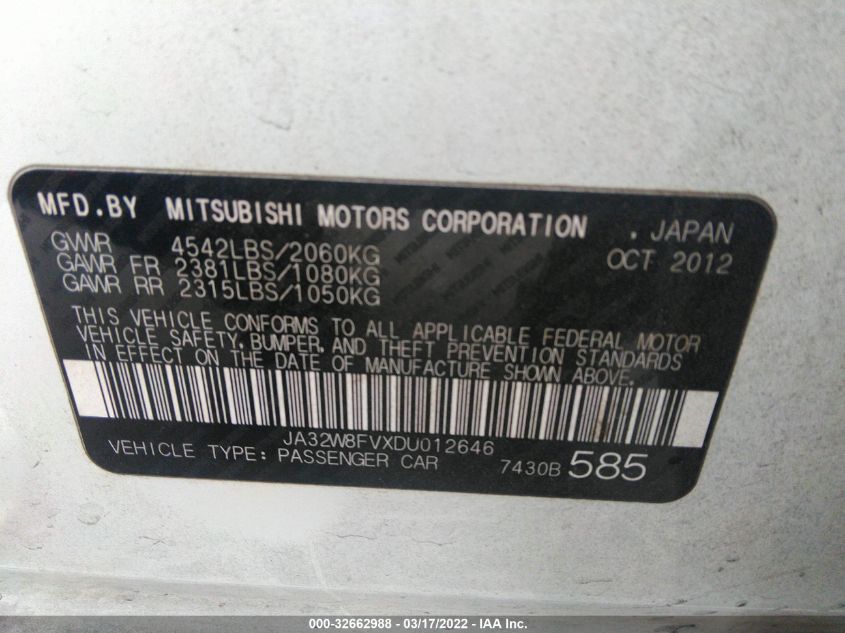 MFD.BY MITSUBISHI MOTORS CORPORATION . JAPAN
GVWR 4542LBS/2060KG OCT 2012
GAWR FR 2381LBS/1080KG
GAWR RR 2315LBS/1050KG
THIS VEHICLE CONFORMS TO ALL APPLICABLE FEDERAL MOTOR
VEHICLE SAFETY, BUMPER, AND THEFT PREVENTION STANDARDS
IN EFFECT ON THE DATE OF MANUFACTURE SHOWN ABOVE.
JA32W8FVXDU012646
VEHICLE TYPE: PASSENGER CAR 7430B 585
000-32662988 - 03/17/2022 - IAA Inc.